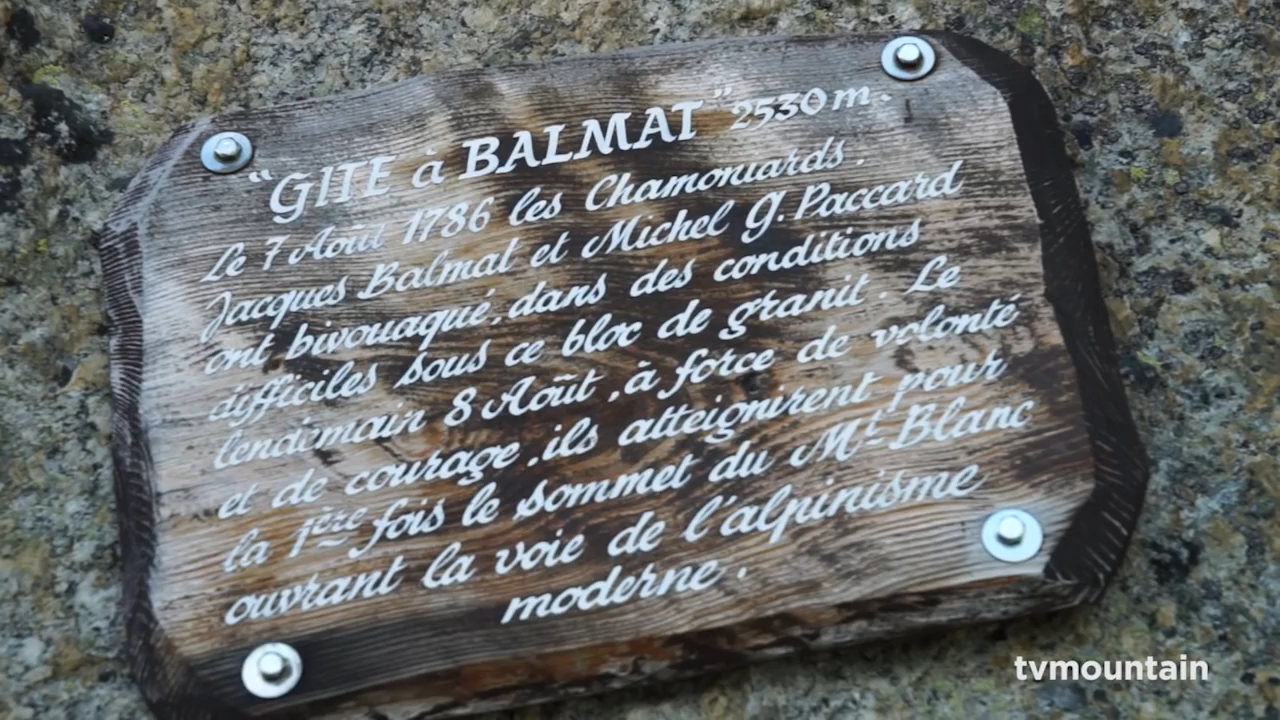 “GITE à BALMAT” 2530 m.
Le 7 Août 1786 les Chamoniards.
Jacques Balmat et Michel G. Paccard
ont bivouaqué, dans des conditions
difficiles sous ce bloc de granit. Le
lendemain 8 Août, à force de volonté
et de courage, ils atteignirent pour
la 1ère fois le sommet du Mt Blanc
ouvrant la voie de l'alpinisme
moderne.
tvmountain